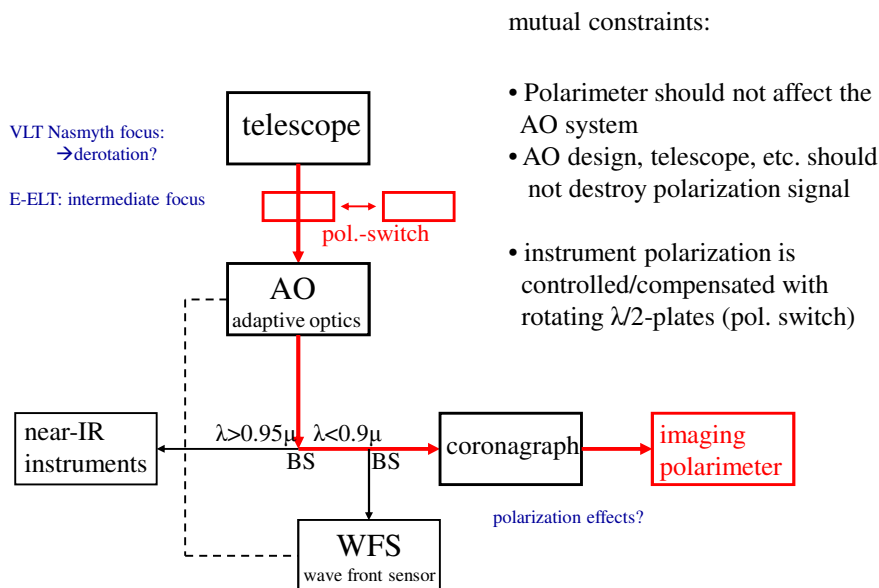 mutual constraints:
• Polarimeter should not affect the
AO system
• AO design, telescope, etc. should
not destroy polarization signal
• instrument polarization is
controlled/compensated with
rotating λ/2-plates (pol. switch)
telescope
VLT Nasmyth focus:
→derotation?
E-ELT: intermediate focus
pol.-switch
AO
adaptive optics
near-IR
instruments
λ>0.95μ
λ<0.9μ
BS
BS
coronagraph
imaging
polarimeter
polarization effects?
WFS
wave front sensor